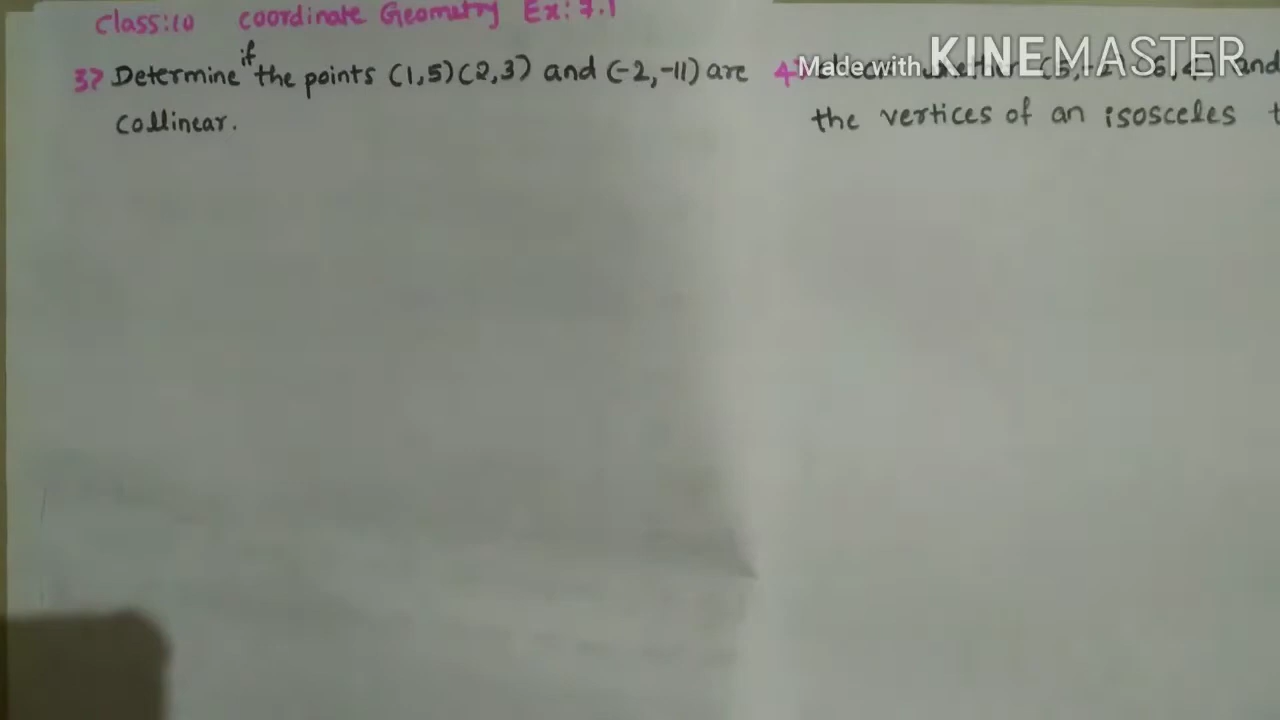 Class:10 coordinate Geometry Ex: 7.1
3> Determine if the points (1,5) (2,3) and (-2,-11) are
collinear.
Made with KINEMASTER
and
the vertices of an isosceles t